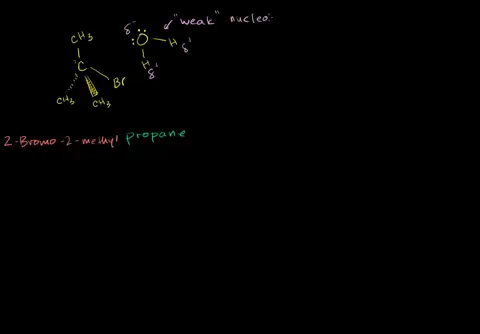 "weak" nucleo
CH3
δ-
O
H
δ+
C
H
δ+
Br
CH3
CH3
2-Bromo-2-methyl propane